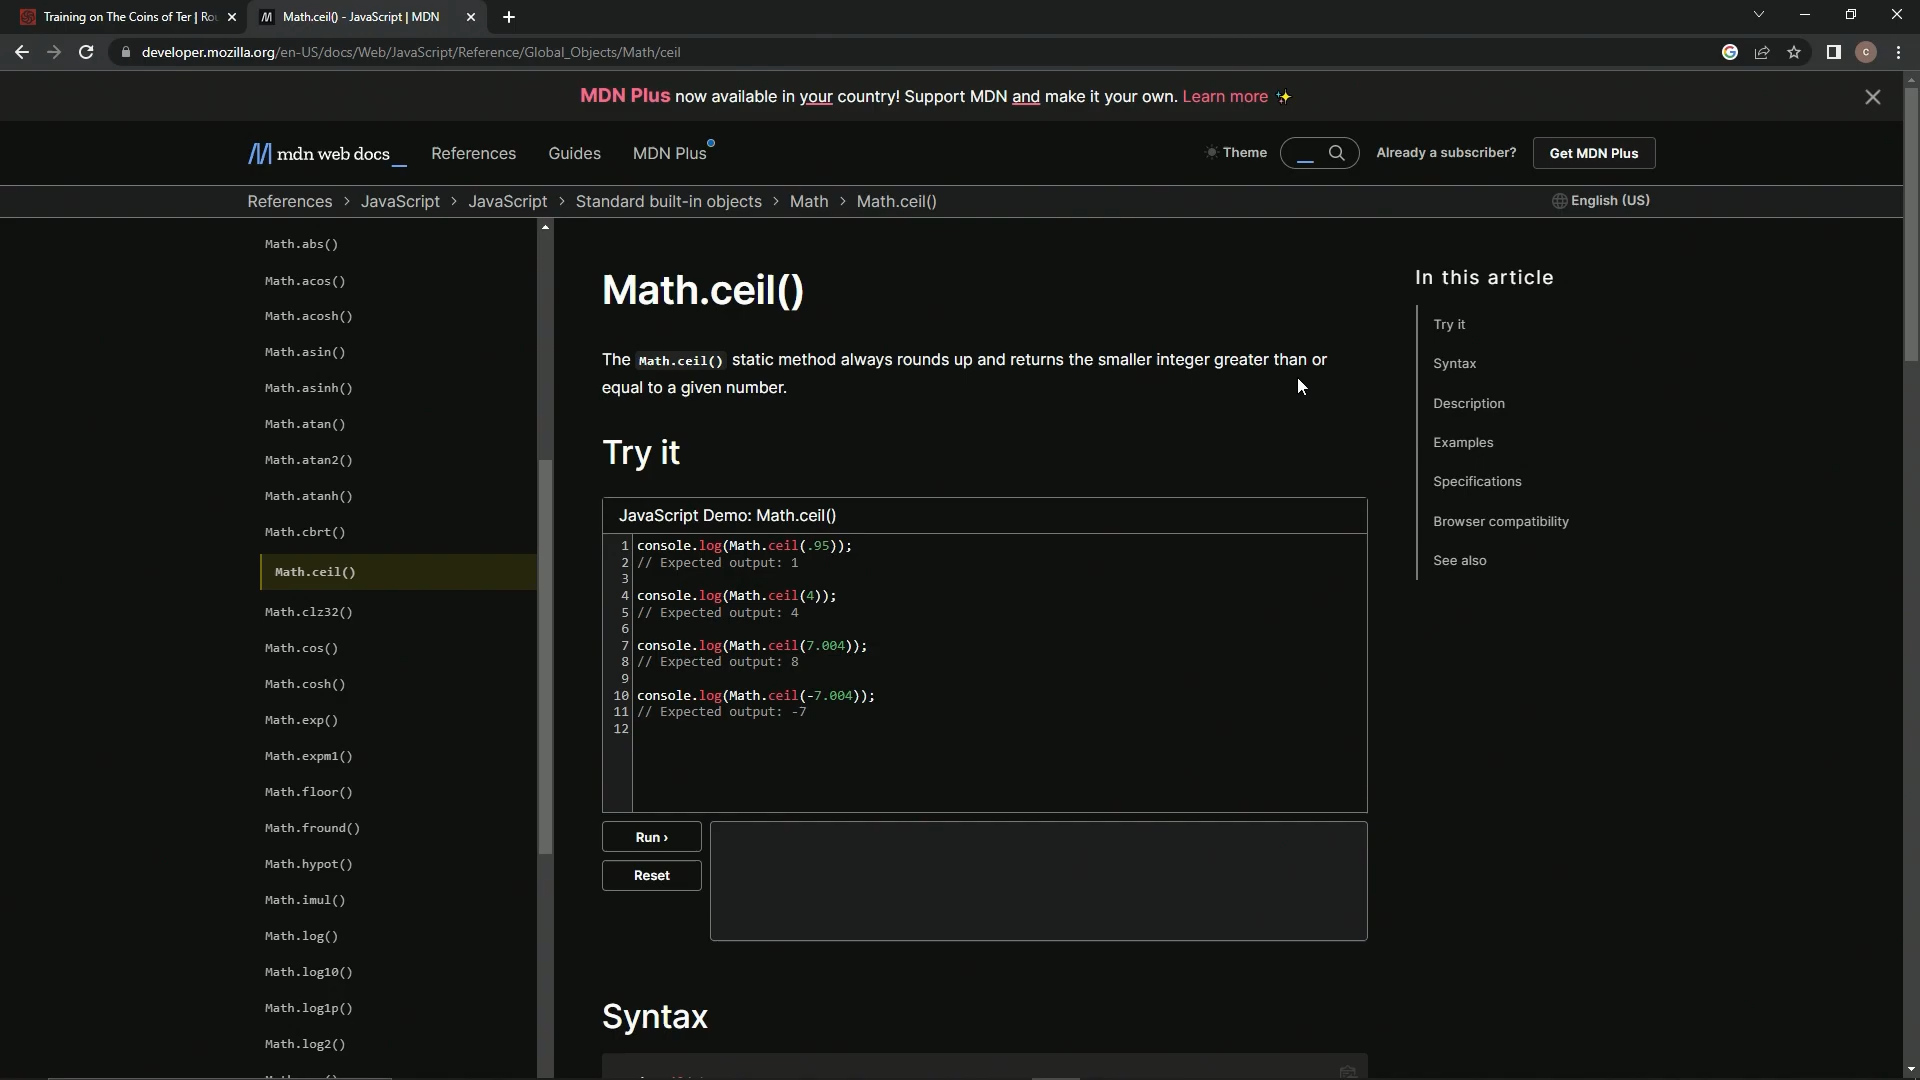 Training on The Coins of Ter | Ro
Math.ceil() - JavaScript | MDN
developer.mozilla.org/en-US/docs/Web/JavaScript/Reference/Global_Objects/Math/ceil
C
MDN Plus now available in your country! Support MDN and make it your own. Learn more ✨
mdn web docs_
References
Guides
MDN Plus
Theme
Already a subscriber?
Get MDN Plus
References > JavaScript > JavaScript > Standard built-in objects > Math > Math.ceil()
English (US)
Math.abs()
Math.acos()
Math.acosh()
Math.asin()
Math.asinh()
Math.atan()
Math.atan2()
Math.atanh()
Math.cbrt()
Math.ceil()
Math.clz32()
Math.cos()
Math.cosh()
Math.exp()
Math.expm1()
Math.floor()
Math.fround()
Math.hypot()
Math.imul()
Math.log()
Math.log10()
Math.log1p()
Math.log2()
Math.ceil()
The Math.ceil() static method always rounds up and returns the smaller integer greater than or
equal to a given number.
Try it
JavaScript Demo: Math.ceil()
1 console.log(Math.ceil(.95));
2 // Expected output: 1
3
4 console.log(Math.ceil(4));
5 // Expected output: 4
6
7 console.log(Math.ceil(7.004));
8 // Expected output: 8
9
10 console.log(Math.ceil(-7.004));
11 // Expected output: -7
12
Run ›
Reset
Syntax
In this article
Try it
Syntax
Description
Examples
Specifications
Browser compatibility
See also